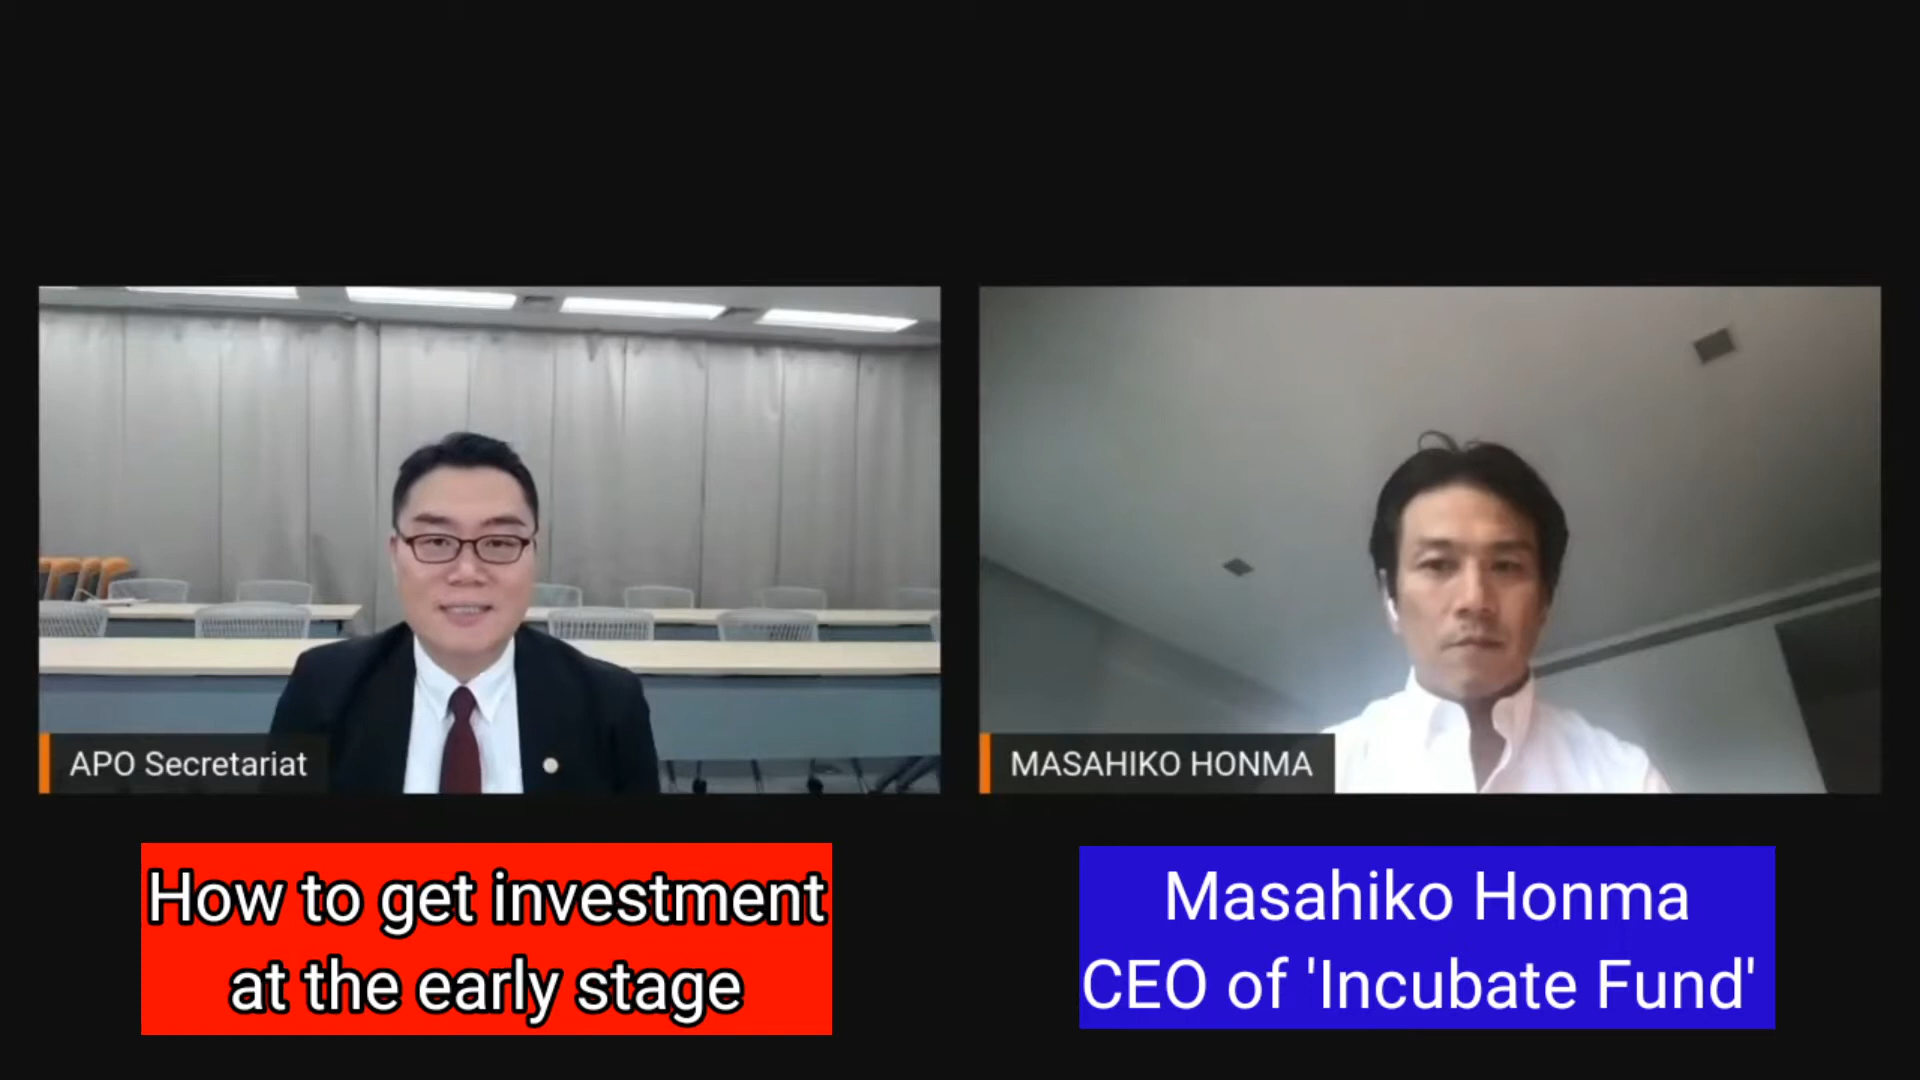 APO Secretariat
MASAHIKO HONMA
How to get investment
at the early stage
Masahiko Honma
CEO of 'Incubate Fund'